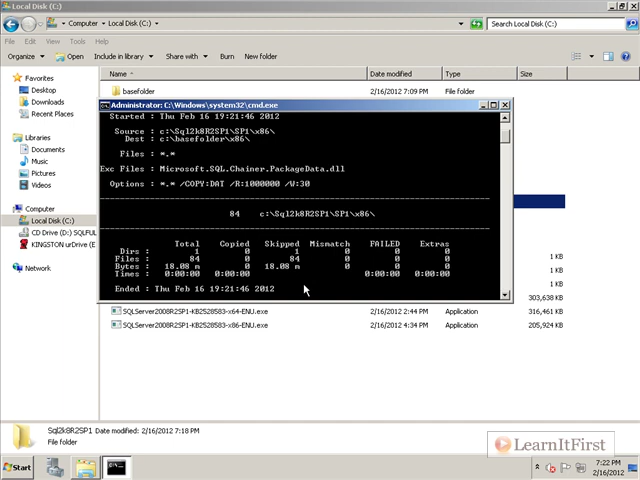 Local Disk (C:)
Computer ▸ Local Disk (C:) ▸
Search Local Disk (C:)
File Edit View Tools Help
Organize Open Include in library Share with Burn New folder
Name Date modified Type Size
Favorites
Desktop
Downloads
Recent Places
Libraries
Documents
Music
Pictures
Videos
Computer
Local Disk (C:)
CD Drive (D:) SQLFUL
KINGSTON urDrive (E:
Network
basefolder 2/16/2012 7:09 PM File folder
Administrator: C:\Windows\system32\cmd.exe
Started : Thu Feb 16 19:21:46 2012
Source : c:\Sql2k8R2SP1\SP1\x86\
Dest : c:\basefolder\x86\
Files : *.*
Exc Files : Microsoft.SQL.Chainer.PackageData.dll
Options : *.* /COPY:DAT /R:1000000 /W:30
84 c:\Sql2k8R2SP1\SP1\x86\
Total Copied Skipped Mismatch FAILED Extras
Dirs : 1 0 1 0 0 0
Files : 84 0 84 0 0 0
Bytes : 18.08 m 0 18.08 m 0 0 0
Times : 0:00:00 0:00:00 0:00:00 0:00:00
Ended : Thu Feb 16 19:21:46 2012
1 KB
1 KB
1 KB
303,638 KB
SQLServer2008R2SP1-KB2528583-x64-ENU.exe 2/16/2012 2:44 PM Application 316,461 KB
SQLServer2008R2SP1-KB2528583-x86-ENU.exe 2/16/2012 4:34 PM Application 205,924 KB
Sql2k8R2SP1 Date modified: 2/16/2012 7:18 PM
File folder
LearnItFirst
Start
7:22 PM
2/16/2012